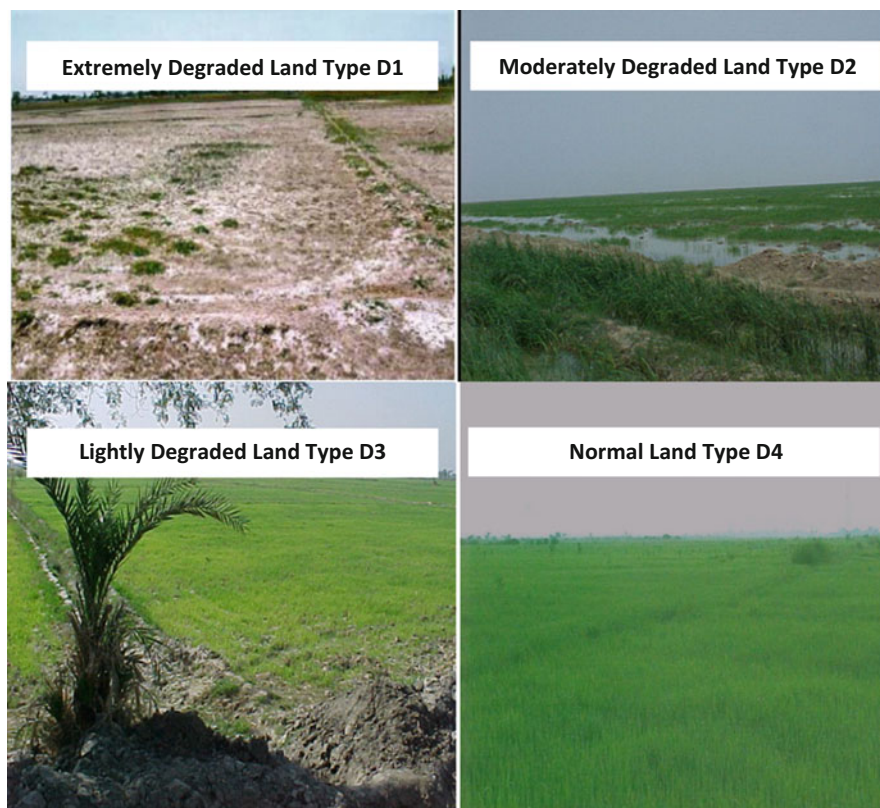 Extremely Degraded Land Type D1
Moderately Degraded Land Type D2
Lightly Degraded Land Type D3
Normal Land Type D4